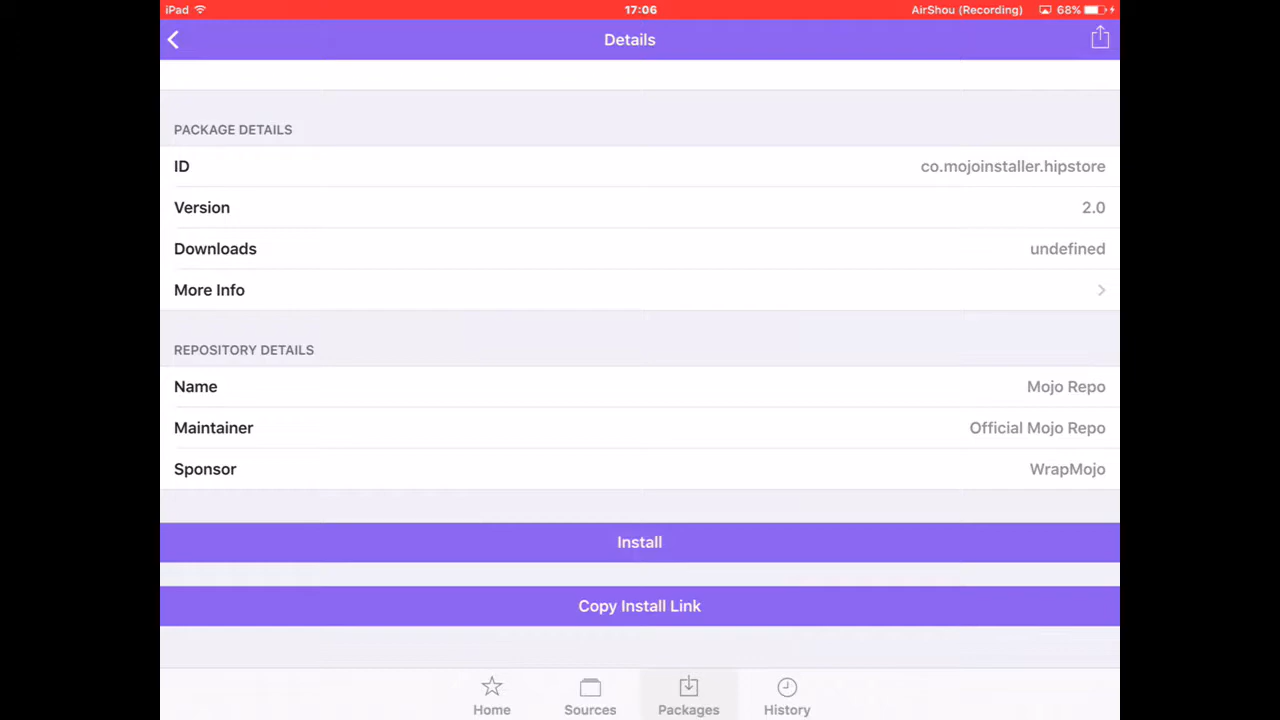 iPad 17:06 AirShou (Recording) 68%
Details
PACKAGE DETAILS
ID co.mojoinstaller.hipstore
Version 2.0
Downloads undefined
More Info
REPOSITORY DETAILS
Name Mojo Repo
Maintainer Official Mojo Repo
Sponsor WrapMojo
Install
Copy Install Link
Home Sources Packages History